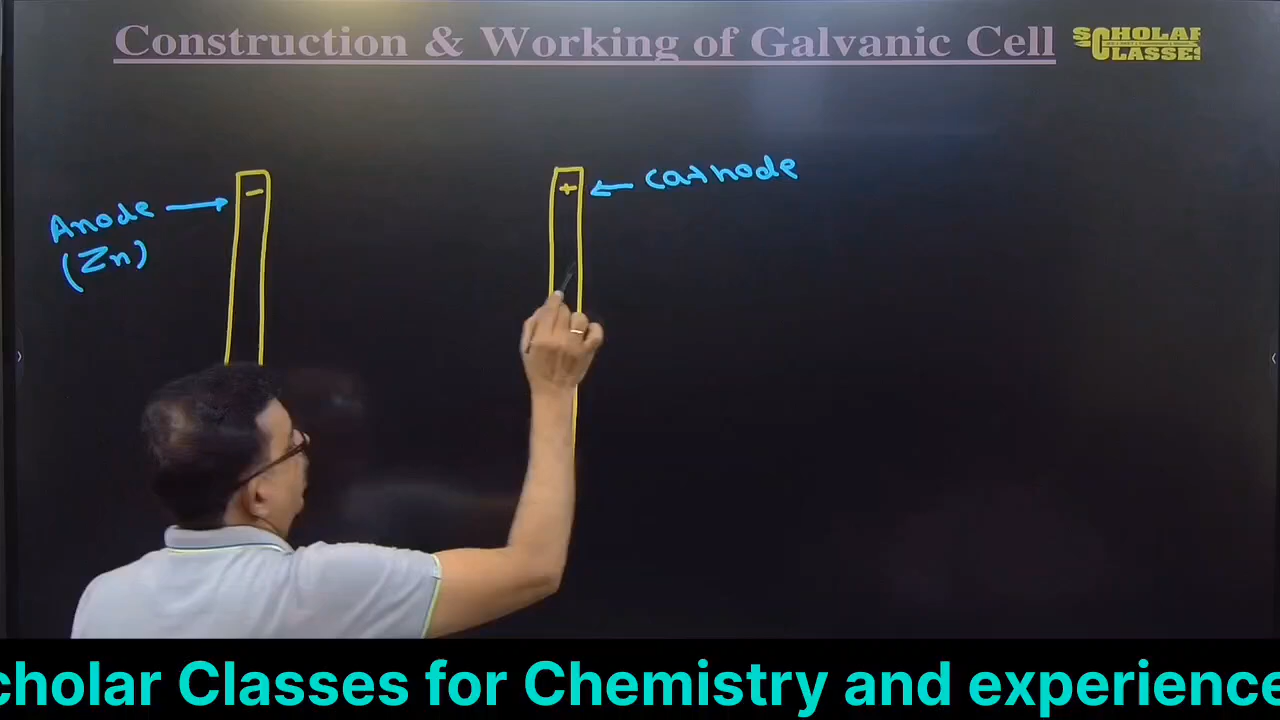 Construction & Working of Galvanic Cell
SCHOLAR
CLASSES
Anode
(Zn)
-
+
Cathode
cholar Classes for Chemistry and experience